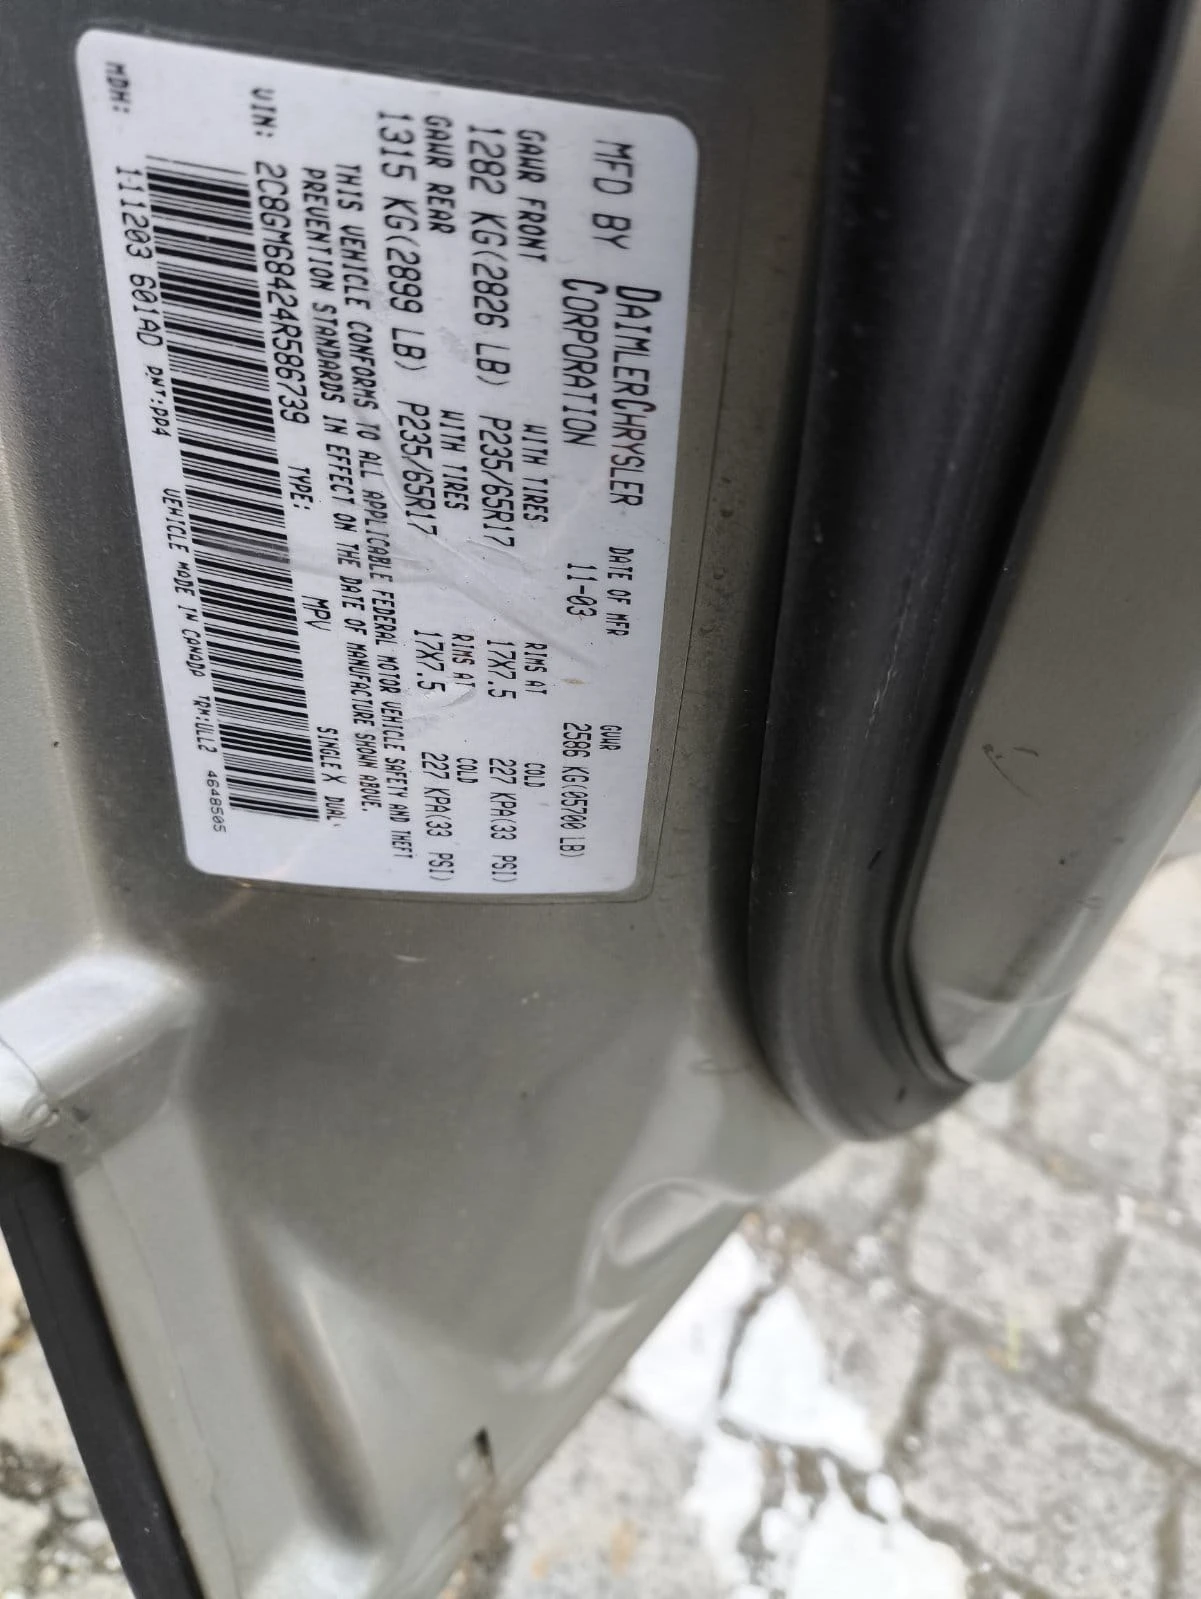 MFD BY DAIMLERCHRYSLER CORPORATION
DATE OF MFR 11-03
GVWR 2586 KG(05700 LB)
GAWR FRONT WITH TIRES RIMS AT COLD
1282 KG(2826 LB) P235/65R17 17X7.5 227 KPA(33 PSI)
GAWR REAR WITH TIRES RIMS AT COLD
1315 KG(2899 LB) P235/65R17 17X7.5 227 KPA(33 PSI)
THIS VEHICLE CONFORMS TO ALL APPLICABLE FEDERAL MOTOR VEHICLE SAFETY AND THEFT
PREVENTION STANDARDS IN EFFECT ON THE DATE OF MANUFACTURE SHOWN ABOVE.
VIN: 2C8GM68424R586739 TYPE: MPV SINGLE X DUAL
MDH: 111203 601AD PNT:PP4 VEHICLE MADE IN CANADA TRM:ULL2 4648505